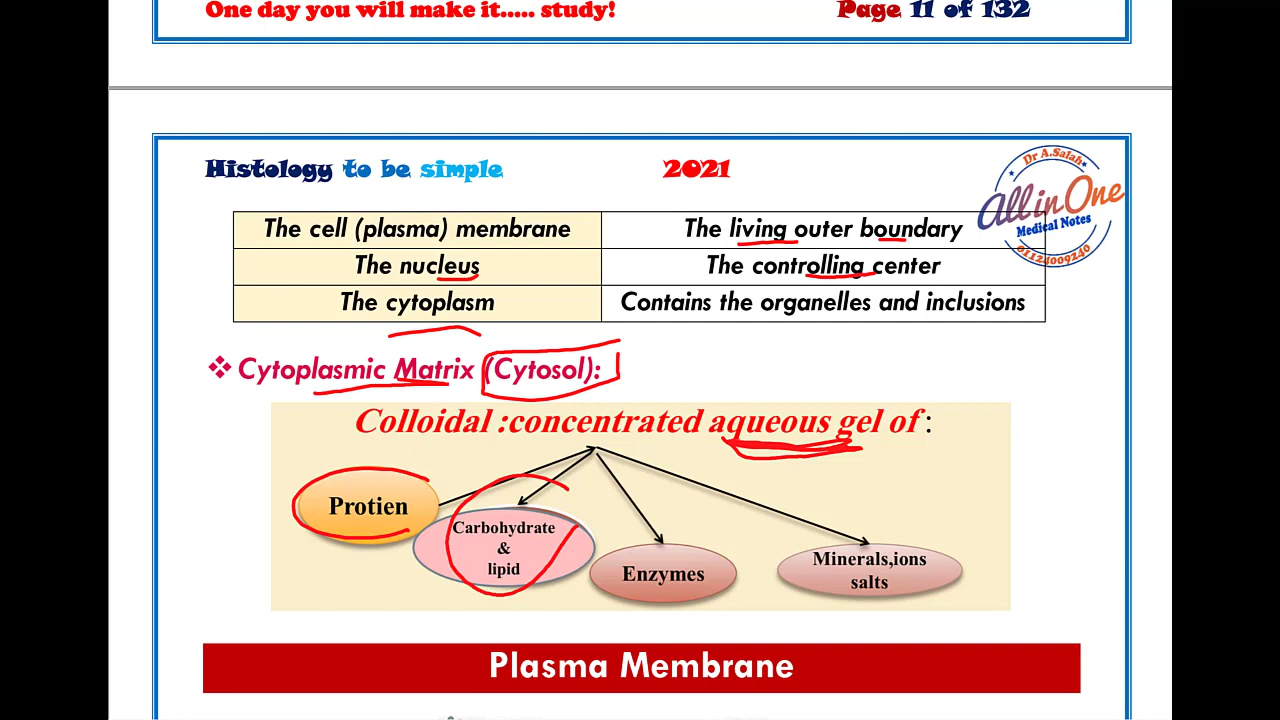 One day you will make it..... study!
Page 11 of 132
Histology to be simple
2021
Dr A.Salah
All in One
Medical Notes
01124009240
The cell (plasma) membrane
The living outer boundary
The nucleus
The controlling center
The cytoplasm
Contains the organelles and inclusions
❖ Cytoplasmic Matrix (Cytosol):
Colloidal :concentrated aqueous gel of :
Protien
Carbohydrate
&
lipid
Enzymes
Minerals,ions
salts
Plasma Membrane